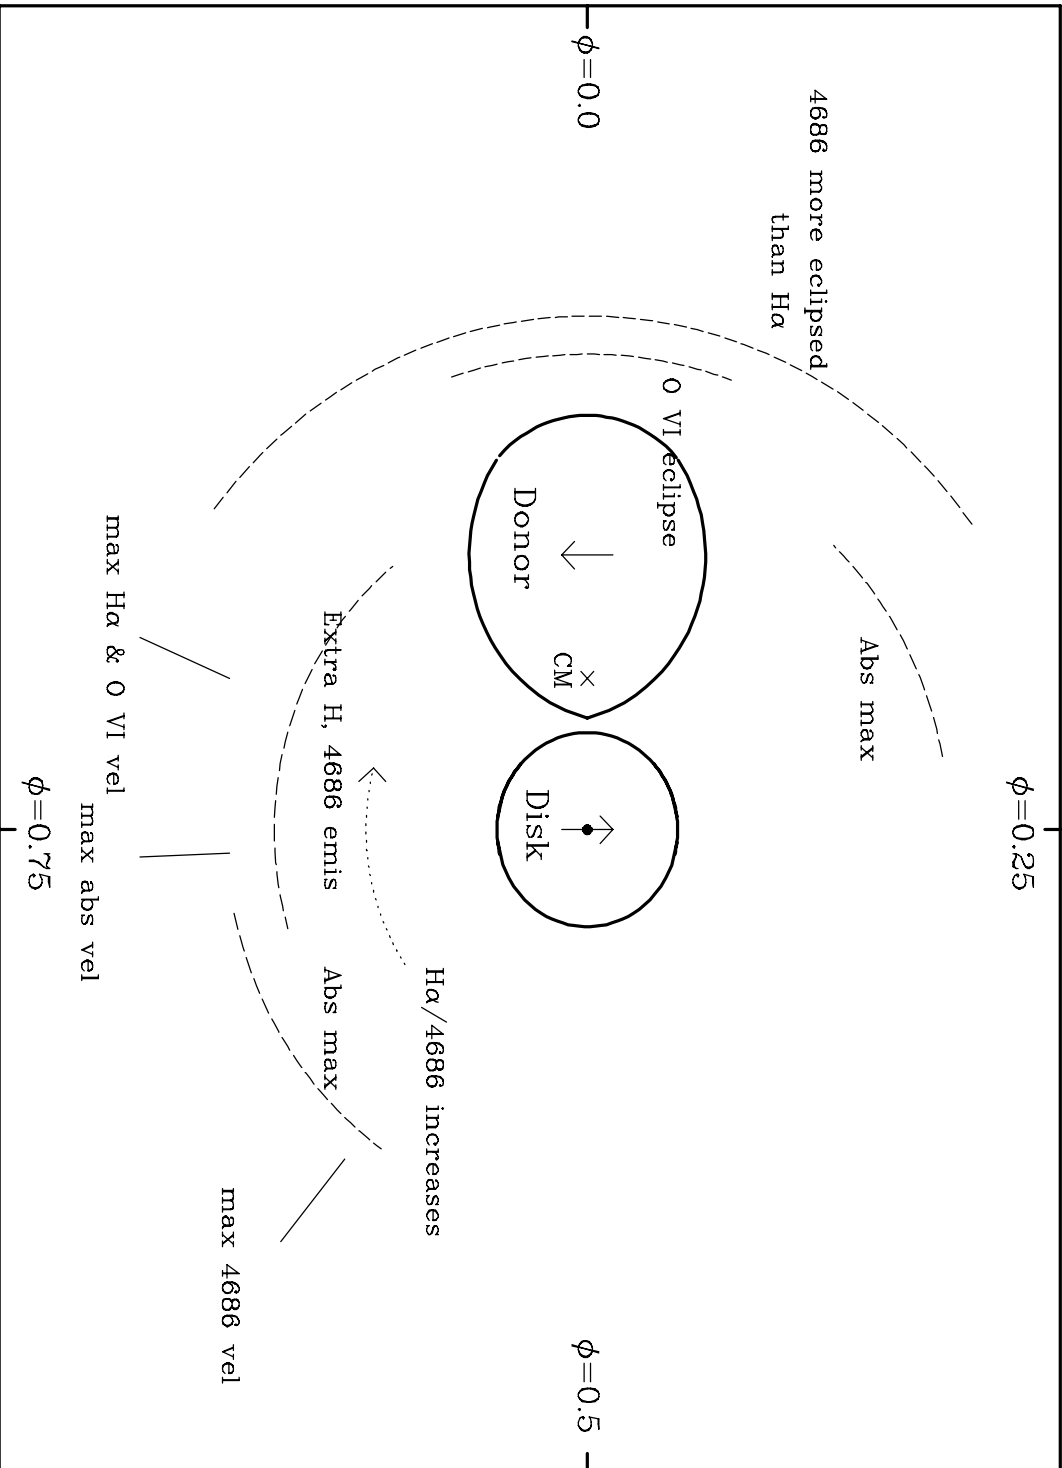 φ=0.25
Abs max
4686 more eclipsed
than Hα
O VI eclipse
φ=0.0
CM
Donor
Disk
φ=0.5
Hα/4686 increases
Extra H, 4686 emis
Abs max
max 4686 vel
max Hα & O VI vel
max abs vel
φ=0.75